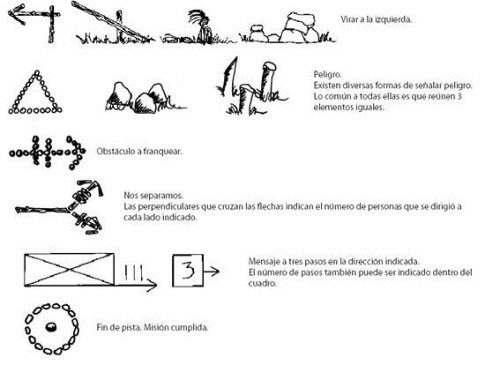 Virar a la izquierda.
Peligro.
Existen diversas formas de señalar peligro.
Lo común a todas ellas es que reúnen 3
elementos iguales.
Obstáculo a franquear.
Nos separamos.
Las perpendiculares que cruzan las flechas indican el número de personas que se dirigió a
cada lado indicado.
3
Mensaje a tres pasos en la dirección indicada.
El número de pasos también puede ser indicado dentro del
cuadro.
Fin de pista. Misión cumplida.